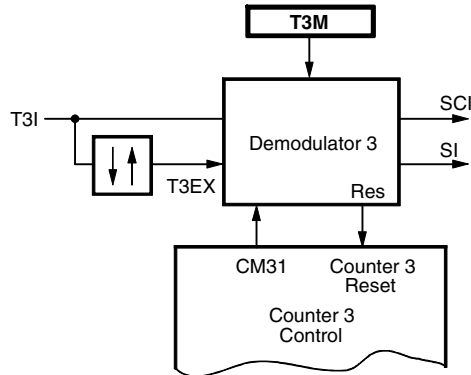 T3M
T3I
SCI
Demodulator 3
SI
T3EX
Res
CM31
Counter 3
Reset
Counter 3
Control